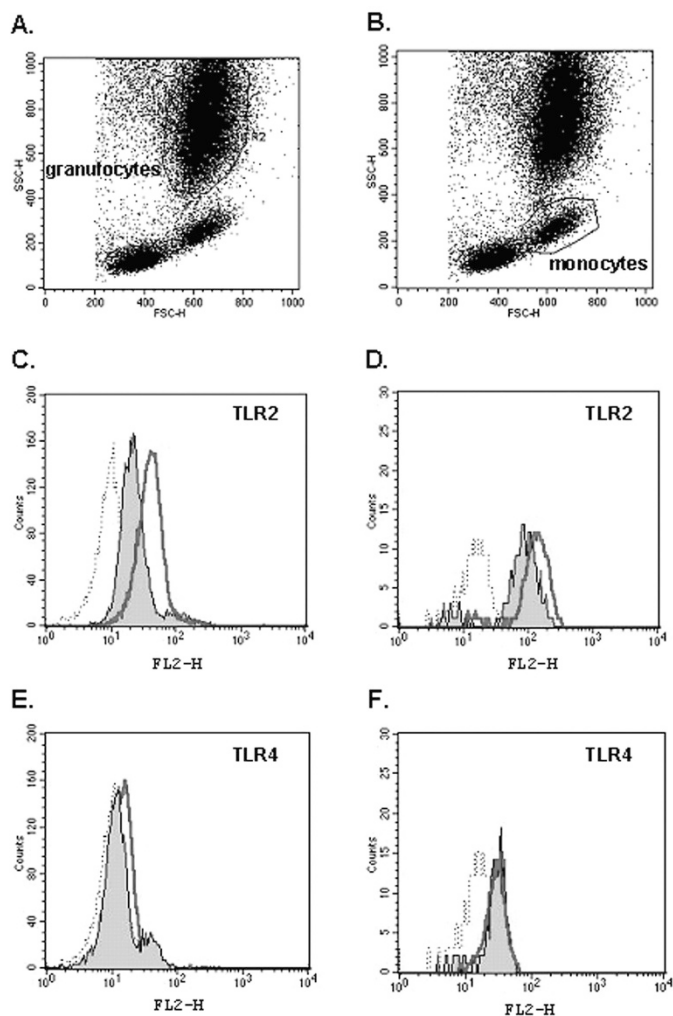 A.
1000
800
600
400
200
0
SSC-H
granulocytes
R2
0 200 400 600 800 1000
FSC-H
B.
1000
800
600
400
200
0
SSC-H
monocytes
0 200 400 600 800 1000
FSC-H
C.
TLR2
200
160
120
80
40
0
Counts
10^0 10^1 10^2 10^3 10^4
FL2-H
D.
TLR2
30
25
20
15
10
5
0
Counts
10^0 10^1 10^2 10^3 10^4
FL2-H
E.
TLR4
200
160
120
80
40
0
Counts
10^0 10^1 10^2 10^3 10^4
FL2-H
F.
TLR4
30
25
20
15
10
5
0
Counts
10^0 10^1 10^2 10^3 10^4
FL2-H